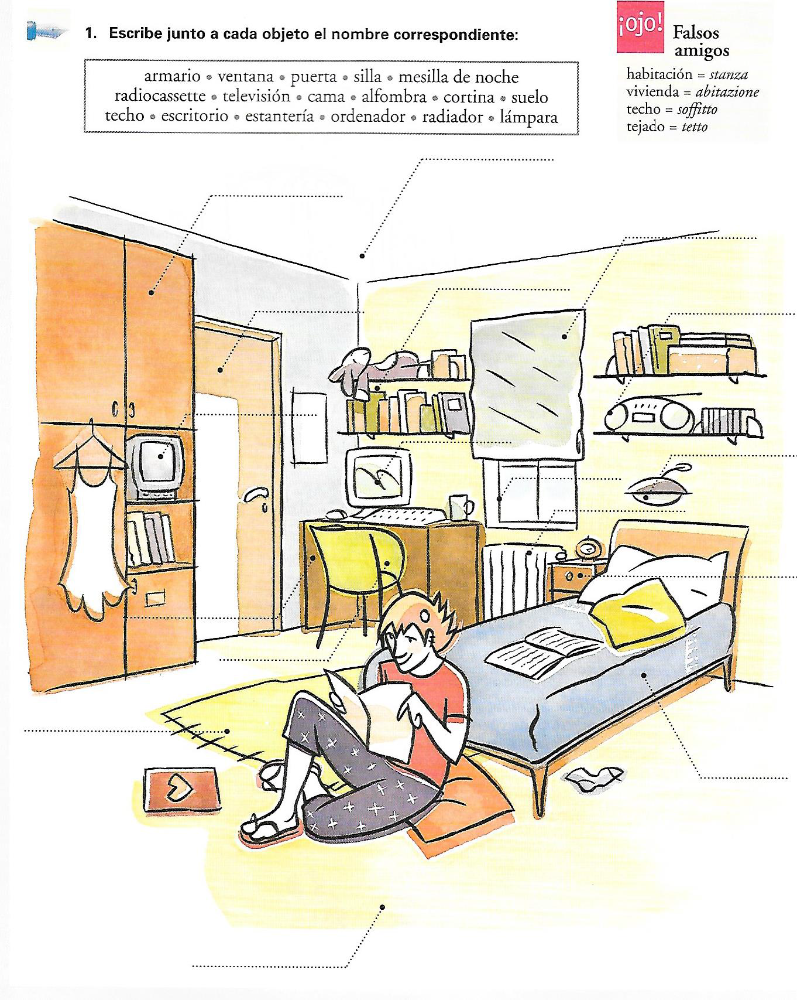 1. Escribe junto a cada objeto el nombre correspondiente:
armario • ventana • puerta • silla • mesilla de noche
radiocassette • televisión • cama • alfombra • cortina • suelo
techo • escritorio • estantería • ordenador • radiador • lámpara
¡ojo!
Falsos
amigos
habitación = stanza
vivienda = abitazione
techo = soffitto
tejado = tetto